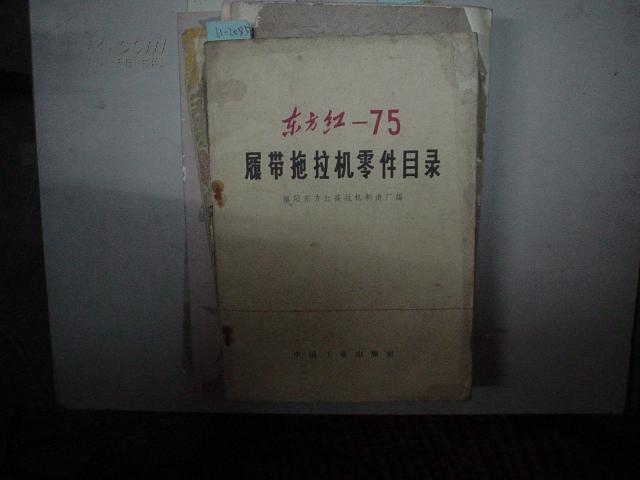 东方红-75
履带拖拉机零件目录
洛阳东方红拖拉机制造厂编
中国工业出版社